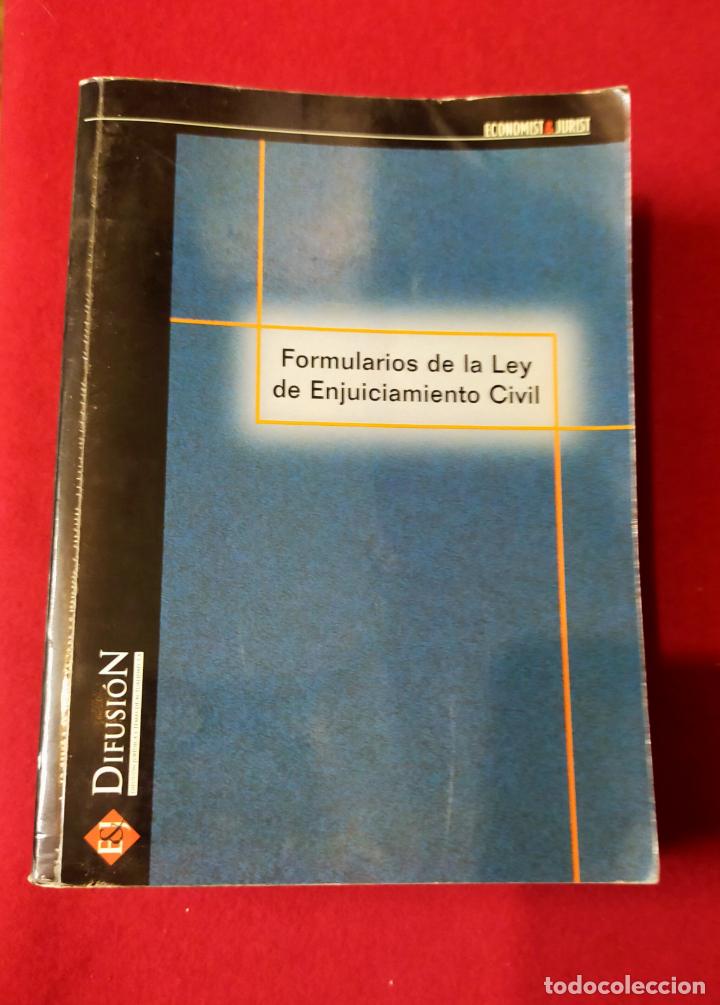 ECONOMIST&JURIST
Formularios de la Ley
de Enjuiciamiento Civil
DIFUSIÓN
E&J
todocoleccion